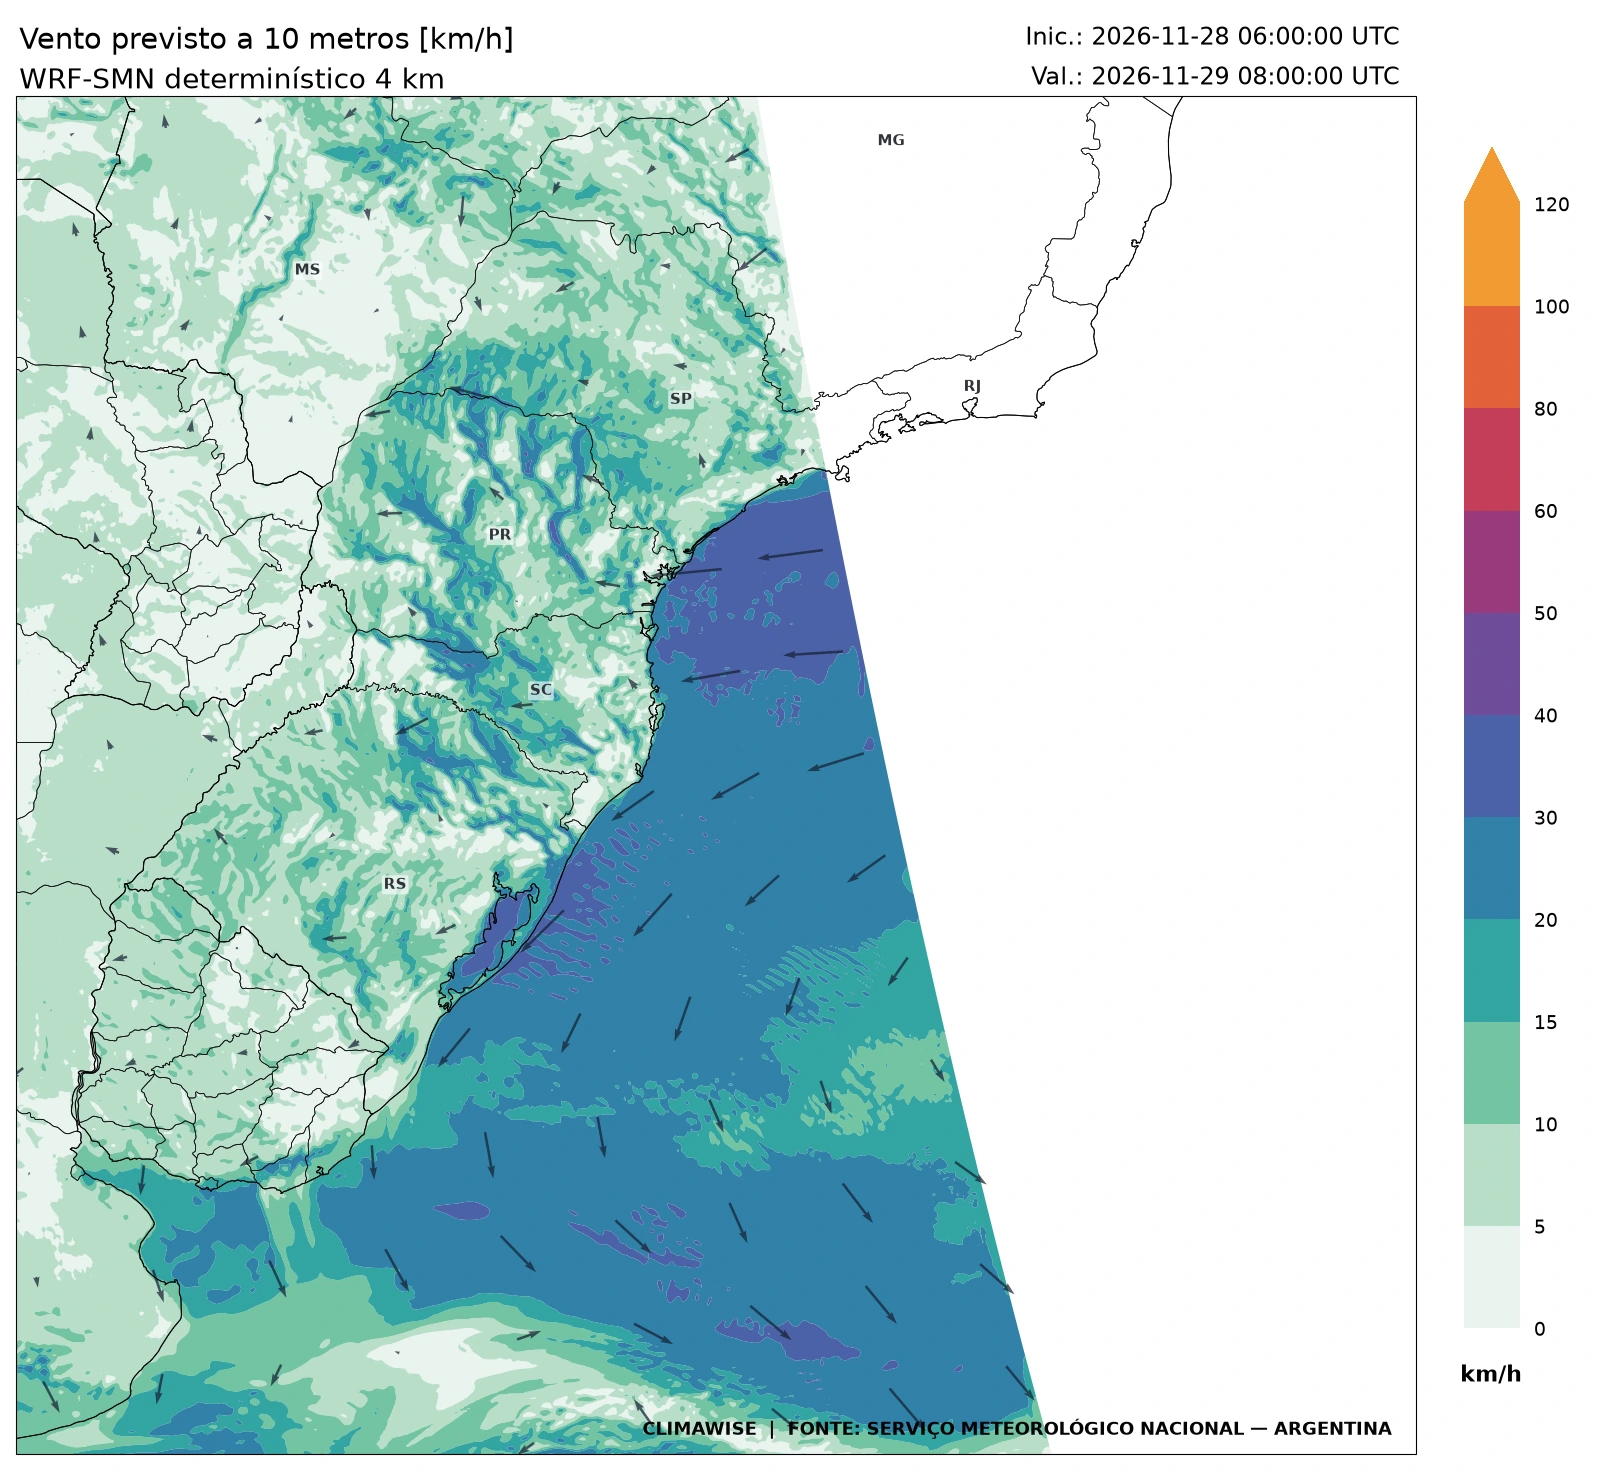 Vento previsto a 10 metros [km/h]
WRF-SMN determinístico 4 km
Inic.: 2026-11-28 06:00:00 UTC
Val.: 2026-11-29 08:00:00 UTC
MG
MS
RJ
SP
PR
SC
RS
120
100
80
60
50
40
30
20
15
10
5
0
km/h
CLIMAWISE | FONTE: SERVIÇO METEOROLÓGICO NACIONAL — ARGENTINA